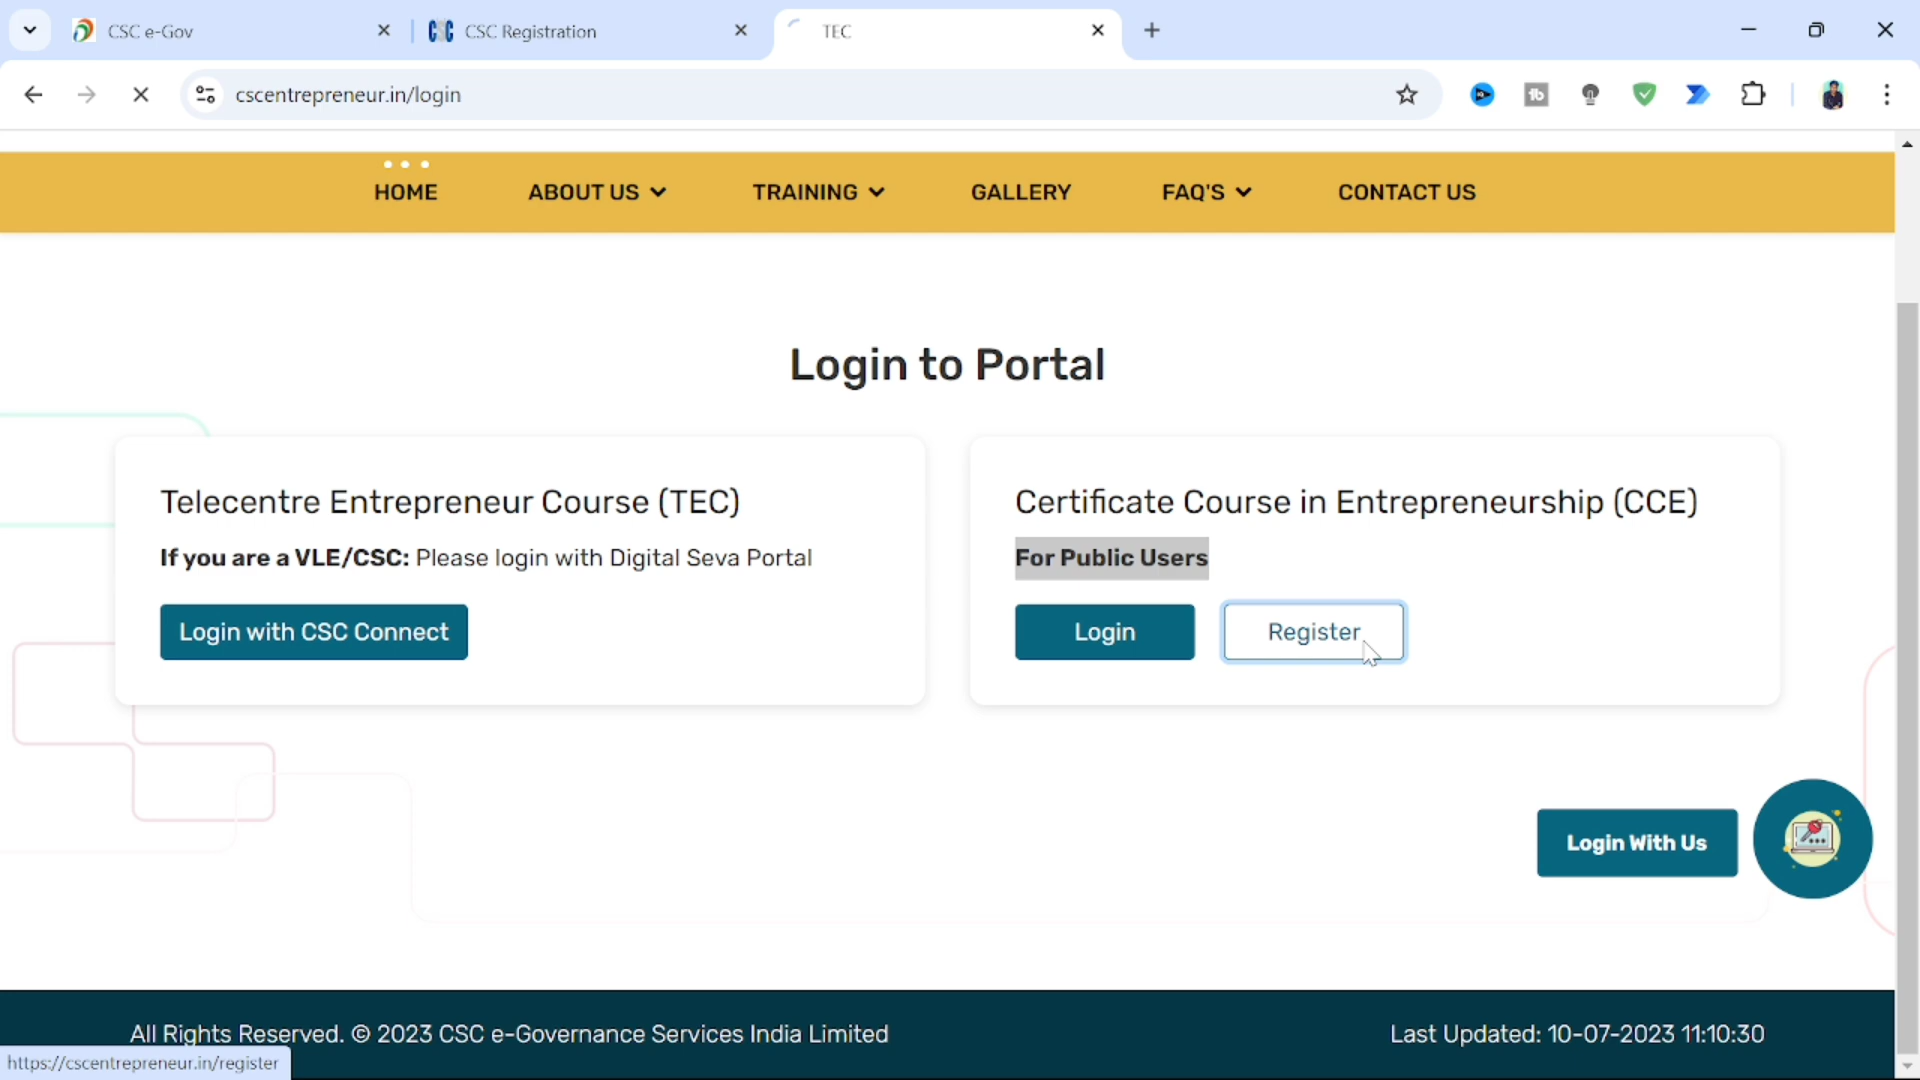 CSC e-Gov
CSC Registration
TEC
cscentrepreneur.in/login
HOME
ABOUT US
TRAINING
GALLERY
FAQ'S
CONTACT US
Login to Portal
Telecentre Entrepreneur Course (TEC)
If you are a VLE/CSC: Please login with Digital Seva Portal
Login with CSC Connect
Certificate Course in Entrepreneurship (CCE)
For Public Users
Login
Register
Login With Us
All Rights Reserved. © 2023 CSC e-Governance Services India Limited
Last Updated: 10-07-2023 11:10:30
https://cscentrepreneur.in/register